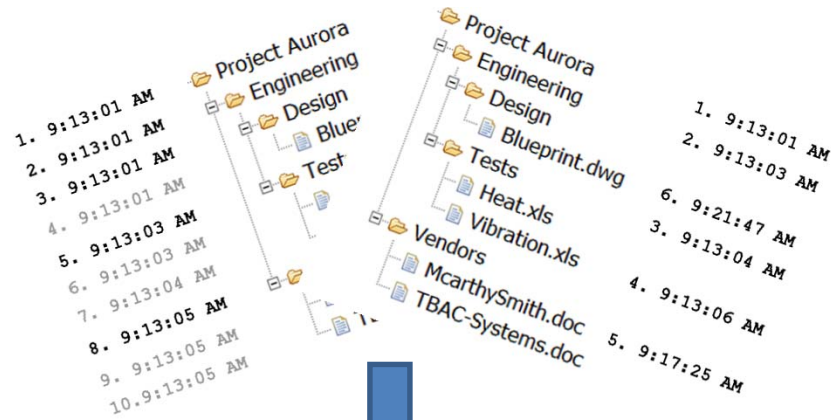 1. 9:13:01 AM
2. 9:13:01 AM
3. 9:13:01 AM
4. 9:13:01 AM
5. 9:13:03 AM
6. 9:13:03 AM
7. 9:13:04 AM
8. 9:13:05 AM
9. 9:13:05 AM
10.9:13:05 AM
Project Aurora
Engineering
Design
Project Aurora
Engineering
Design
Blueprint.dwg
Tests
Heat.xls
Vibration.xls
Vendors
McarthySmith.doc
TBAC-Systems.doc
1. 9:13:01 AM
2. 9:13:03 AM
6. 9:21:47 AM
3. 9:13:04 AM
4. 9:13:06 AM
5. 9:17:25 AM